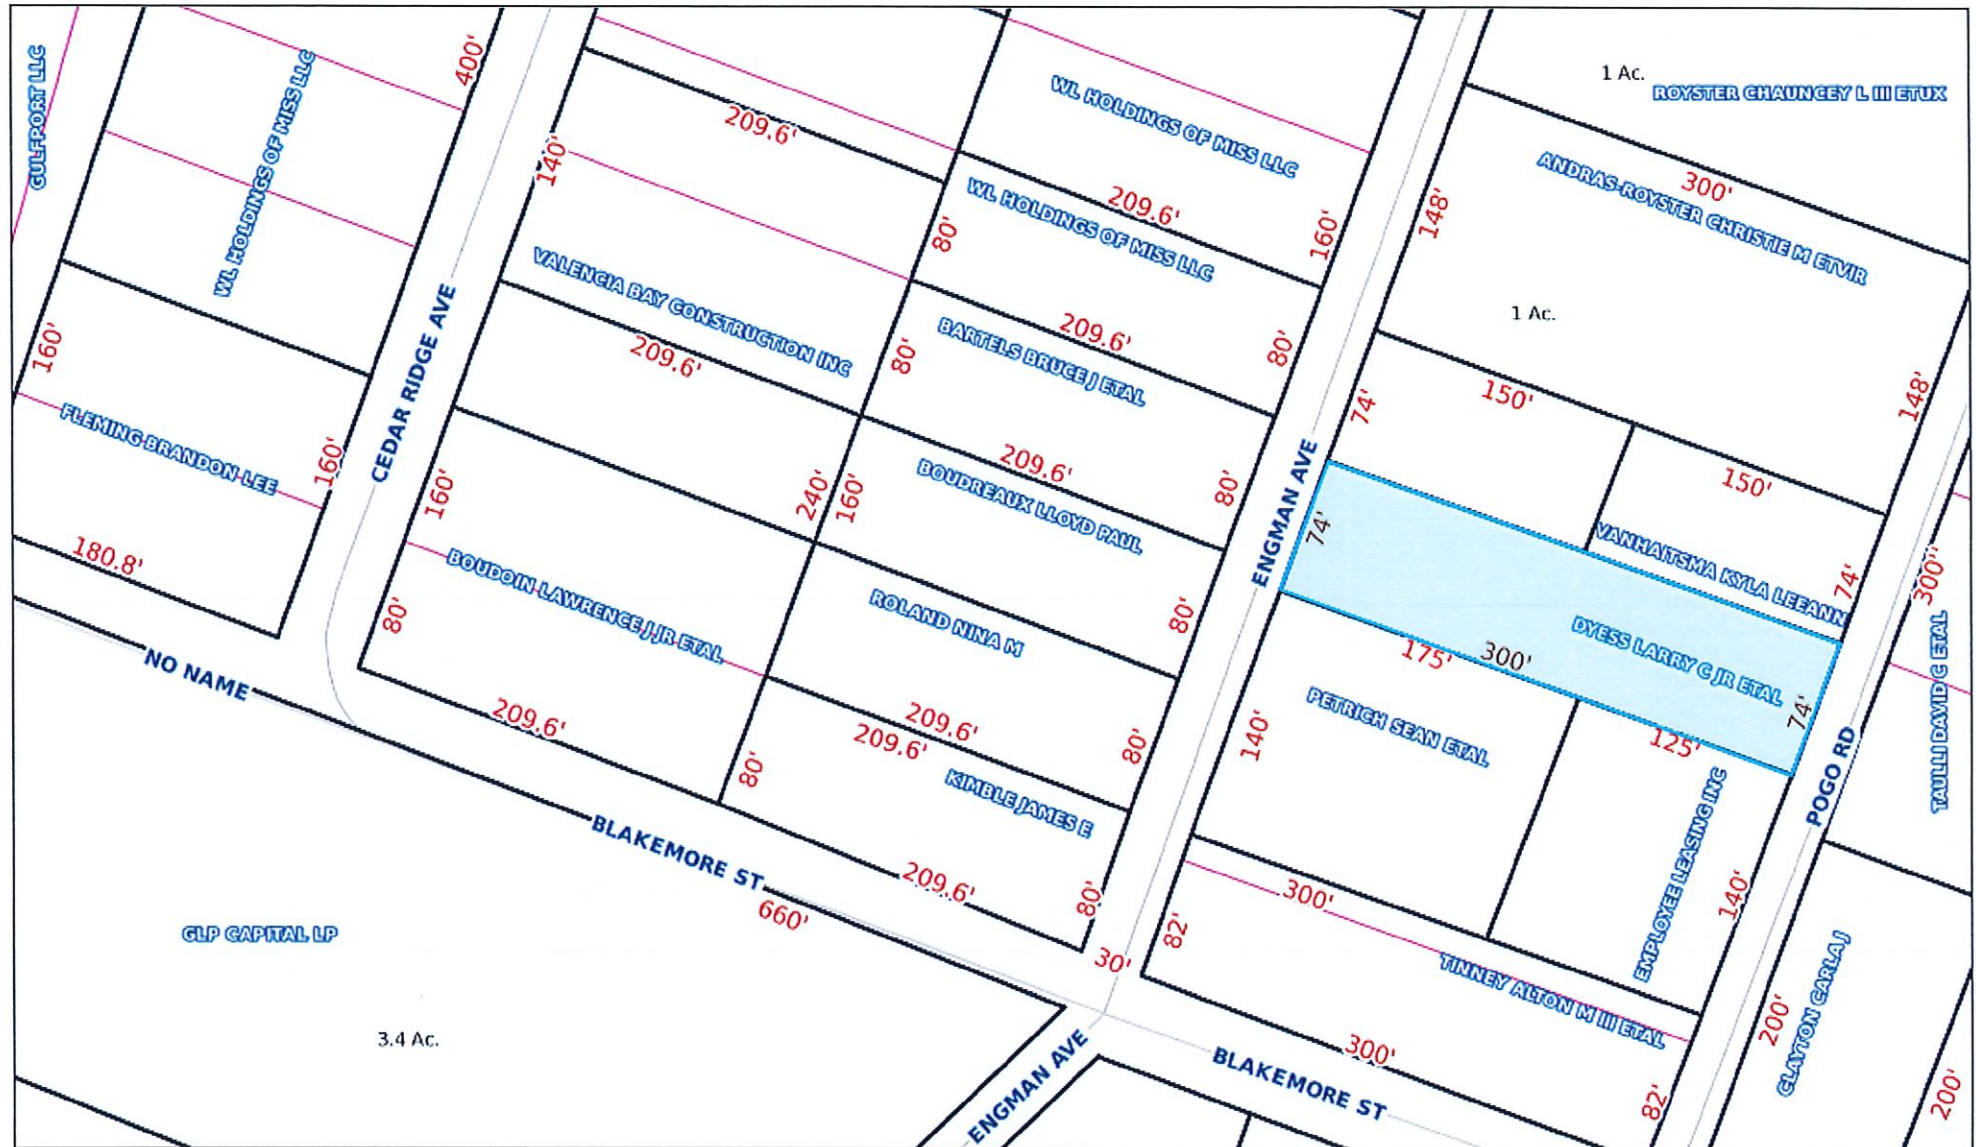 1 Ac.
ROYSTER CHAUNCEY L III ETUX
GULFPORT LLC
WL HOLDINGS OF MISS LLC
400'
209.6'
140'
WL HOLDINGS OF MISS LLC
209.6'
WL HOLDINGS OF MISS LLC
80'
160'
148'
ANDRAS-ROYSTER CHRISTIE M ETVIR
300'
1 Ac.
148'
VALENCIA BAY CONSTRUCTION INC
209.6'
80'
BARTELS BRUCE J ETAL
209.6'
80'
160'
FLEMING BRANDON LEE
160'
CEDAR RIDGE AVE
160'
240'
160'
209.6'
BOUDREAUX LLOYD PAUL
80'
74'
150'
150'
ENGMAN AVE
74'
VANHAITSMA KYLA LEEANN
74'
300'
180.8'
BOUDOIN LAWRENCE J JR ETAL
80'
ROLAND NINA M
80'
DYESS LARRY C JR ETAL
300'
175'
74'
125'
TAULLI DAVID C ETAL
NO NAME
209.6'
80'
209.6'
209.6'
80'
KIMBLE JAMES E
140'
PETRICH SEAN ETAL
EMPLOYEE LEASING INC
POGO RD
BLAKEMORE ST
660'
209.6'
80'
30'
82'
300'
TINNEY ALTON M III ETAL
140'
CLAYTON CARLA J
200'
200'
GLP CAPITAL LP
3.4 Ac.
ENGMAN AVE
BLAKEMORE ST
300'
82'